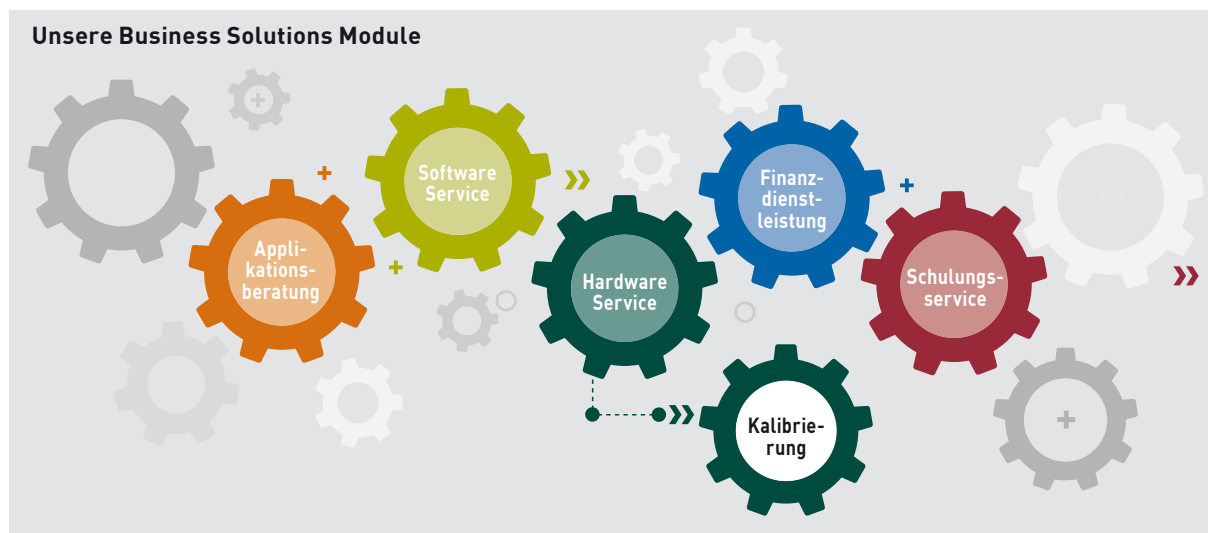 Unsere Business Solutions Module
Appli-
kations-
beratung
Software
Service
Hardware
Service
Finanz-
dienst-
leistung
Schulungs-
service
Kalibrie-
rung